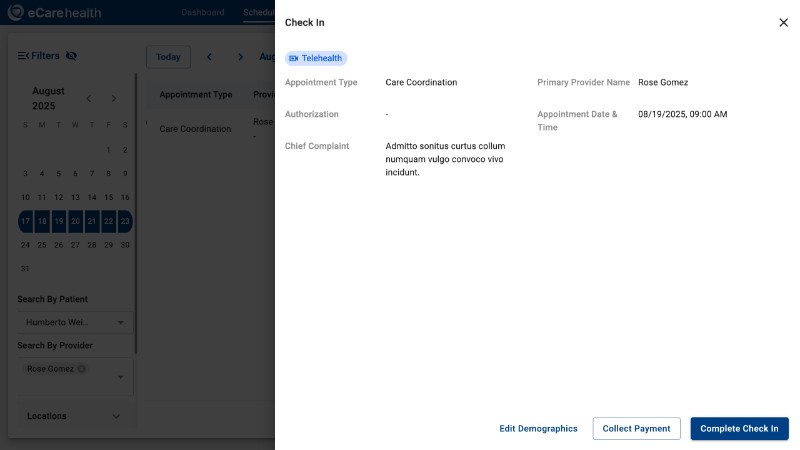 eCarehealth
Dashboard
Schedul
Filters
Today
Aug
August
2025
S M T W T F S
1 2
3 4 5 6 7 8 9
10 11 12 13 14 15 16
17 18 19 20 21 22 23
24 25 26 27 28 29 30
31
Appointment Type
Provi
Care Coordination
Rose
-
Search By Patient
Humberto Wei..
Search By Provider
Rose Gomez
Locations
Check In
Telehealth
Appointment Type
Care Coordination
Primary Provider Name
Rose Gomez
Authorization
-
Appointment Date &
Time
08/19/2025, 09:00 AM
Chief Complaint
Admitto sonitus curtus collum
numquam vulgo convoco vivo
incidunt.
Edit Demographics
Collect Payment
Complete Check In